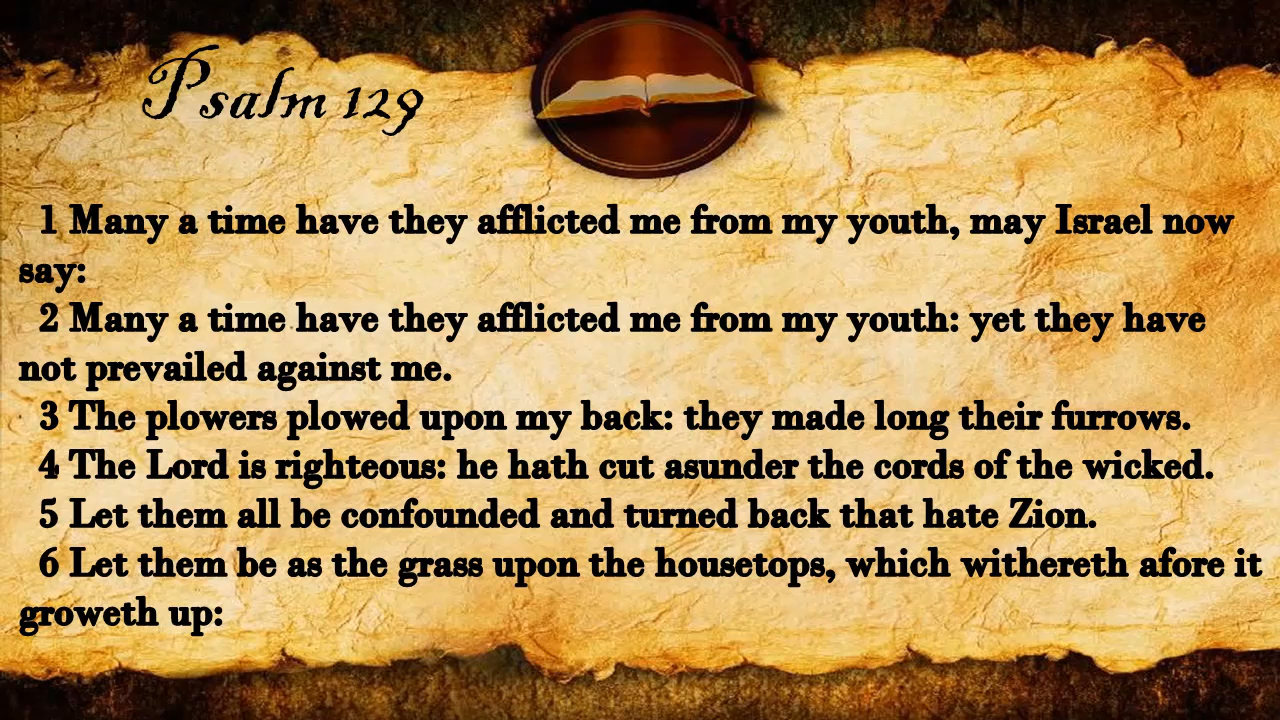 Psalm 129
1 Many a time have they afflicted me from my youth, may Israel now
say:
2 Many a time have they afflicted me from my youth: yet they have
not prevailed against me.
3 The plowers plowed upon my back: they made long their furrows.
4 The Lord is righteous: he hath cut asunder the cords of the wicked.
5 Let them all be confounded and turned back that hate Zion.
6 Let them be as the grass upon the housetops, which withereth afore it
groweth up: